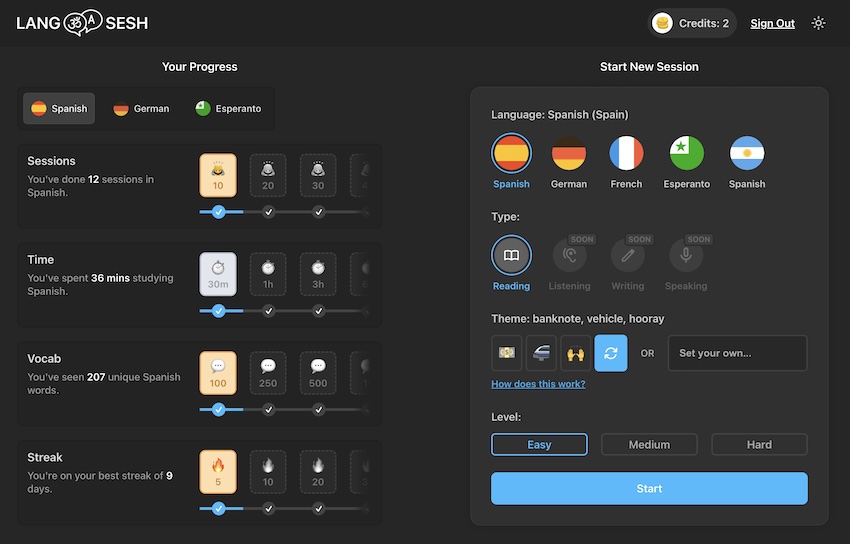 LANG ॐ A SESH
Credits: 2
Sign Out
Your Progress
Spanish
German
Esperanto
Sessions
You've done 12 sessions in
Spanish.
10
20
30
Time
You've spent 36 mins studying
Spanish.
30m
1h
3h
Vocab
You've seen 207 unique Spanish
words.
100
250
500
Streak
You're on your best streak of 9
days.
5
10
20
Start New Session
Language: Spanish (Spain)
Spanish
German
French
Esperanto
Spanish
Type:
Reading
SOON
Listening
SOON
Writing
SOON
Speaking
Theme: banknote, vehicle, hooray
OR
Set your own...
How does this work?
Level:
Easy
Medium
Hard
Start